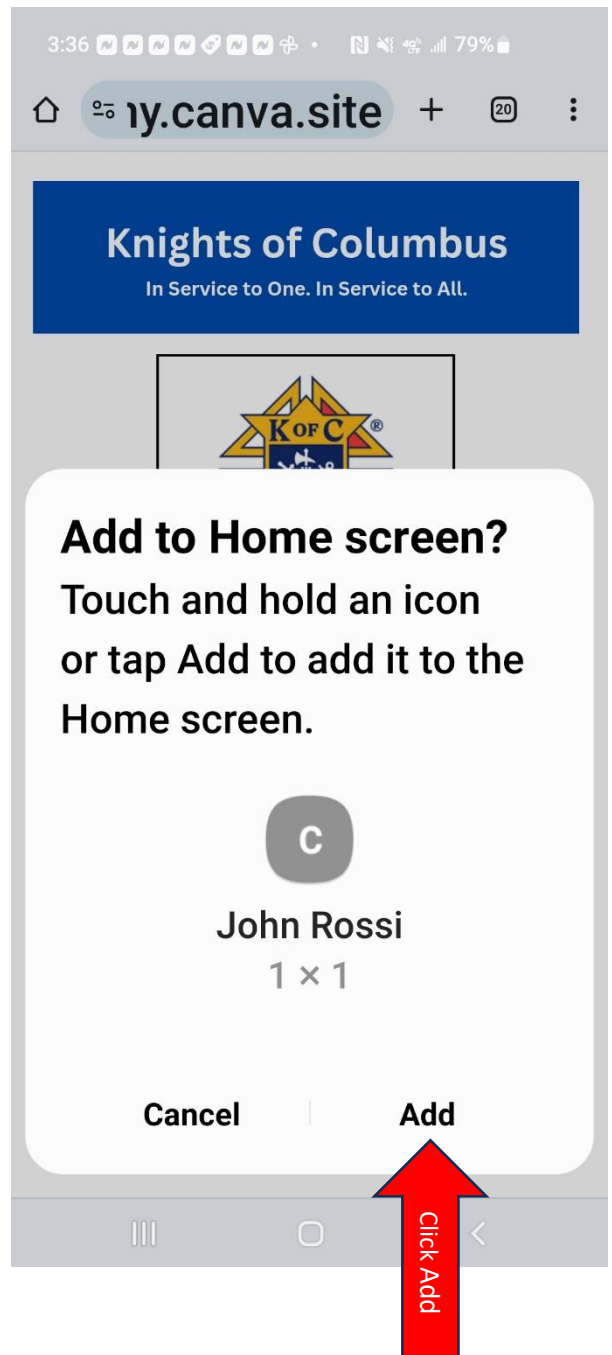 3:36 79%
ny.canva.site + 20
Knights of Columbus
In Service to One. In Service to All.
K OF C ®
Add to Home screen?
Touch and hold an icon
or tap Add to add it to the
Home screen.
C
John Rossi
1 × 1
Cancel Add
Click Add